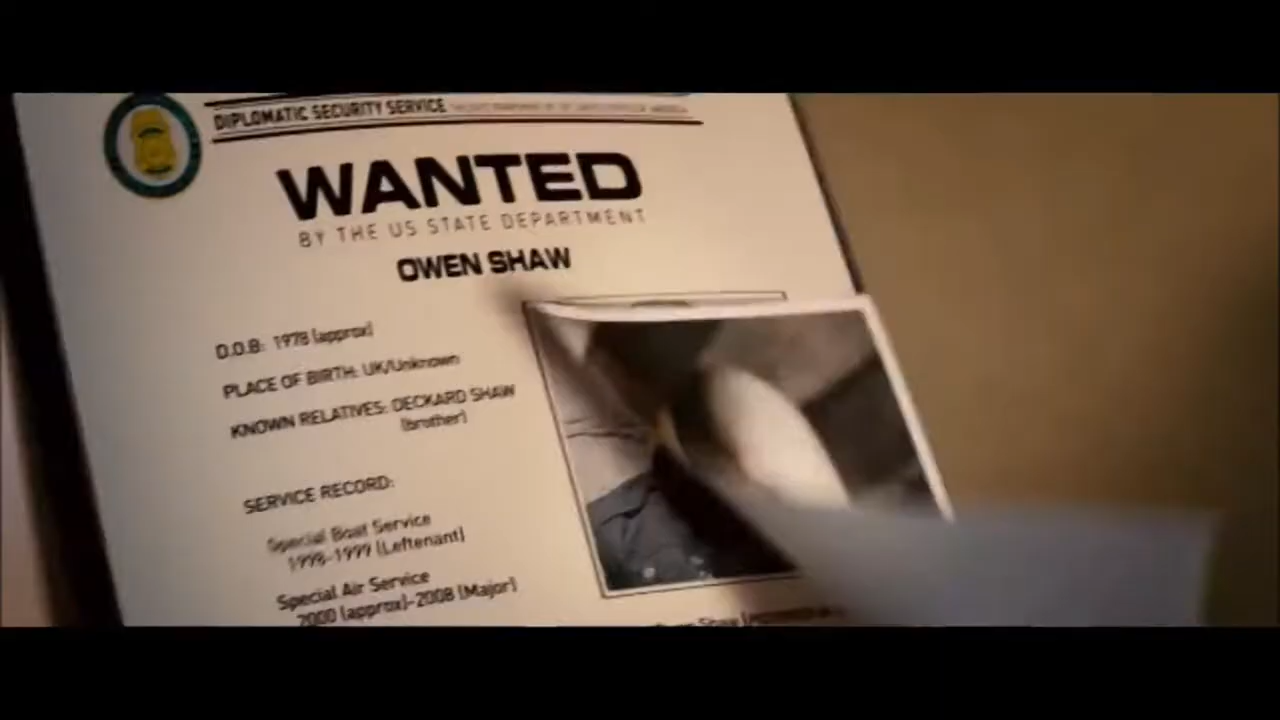 DIPLOMATIC SECURITY SERVICE
WANTED
BY THE US STATE DEPARTMENT
OWEN SHAW
D.O.B: 1978 (approx)
PLACE OF BIRTH: UK/Unknown
KNOWN RELATIVES: DECKARD SHAW
(brother)
SERVICE RECORD:
Special Boat Service
1998-1999 (Leftenant)
Special Air Service
2000 (approx)-2008 (Major)
Shaw